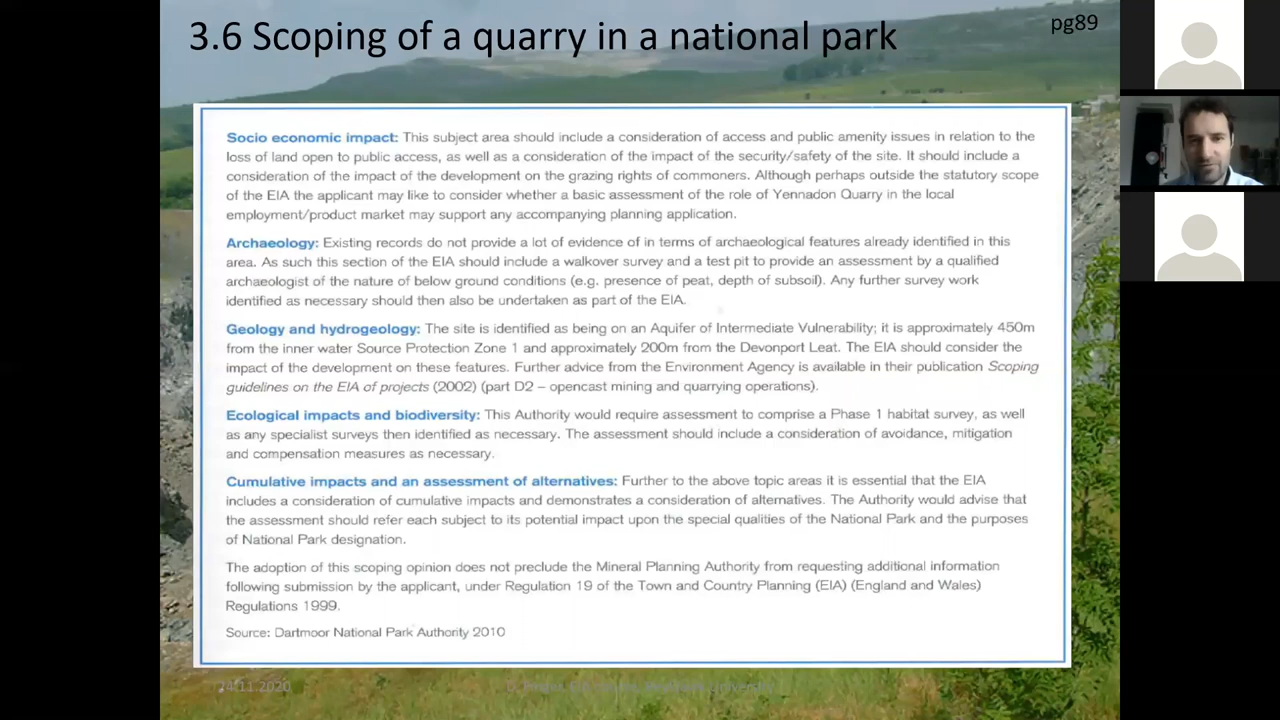 3.6 Scoping of a quarry in a national park
pg89
Socio economic impact: This subject area should include a consideration of access and public amenity issues in relation to the
loss of land open to public access, as well as a consideration of the impact of the security/safety of the site. It should include a
consideration of the impact of the development on the grazing rights of commoners. Although perhaps outside the statutory scope
of the EIA the applicant may like to consider whether a basic assessment of the role of Yennadon Quarry in the local
employment/product market may support any accompanying planning application.
Archaeology: Existing records do not provide a lot of evidence of in terms of archaeological features already identified in this
area. As such this section of the EIA should include a walkover survey and a test pit to provide an assessment by a qualified
archaeologist of the nature of below ground conditions (e.g. presence of peat, depth of subsoil). Any further survey work
identified as necessary should then also be undertaken as part of the EIA.
Geology and hydrogeology: The site is identified as being on an Aquifer of Intermediate Vulnerability; it is approximately 450m
from the inner water Source Protection Zone 1 and approximately 200m from the Devonport Leat. The EIA should consider the
impact of the development on these features. Further advice from the Environment Agency is available in their publication Scoping
guidelines on the EIA of projects (2002) (part D2 – opencast mining and quarrying operations).
Ecological impacts and biodiversity: This Authority would require assessment to comprise a Phase 1 habitat survey, as well
as any specialist surveys then identified as necessary. The assessment should include a consideration of avoidance, mitigation
and compensation measures as necessary.
Cumulative impacts and an assessment of alternatives: Further to the above topic areas it is essential that the EIA
includes a consideration of cumulative impacts and demonstrates a consideration of alternatives. The Authority would advise that
the assessment should refer each subject to its potential impact upon the special qualities of the National Park and the purposes
of National Park designation.
The adoption of this scoping opinion does not preclude the Mineral Planning Authority from requesting additional information
following submission by the applicant, under Regulation 19 of the Town and Country Planning (EIA) (England and Wales)
Regulations 1999.
Source: Dartmoor National Park Authority 2010
24.11.2020